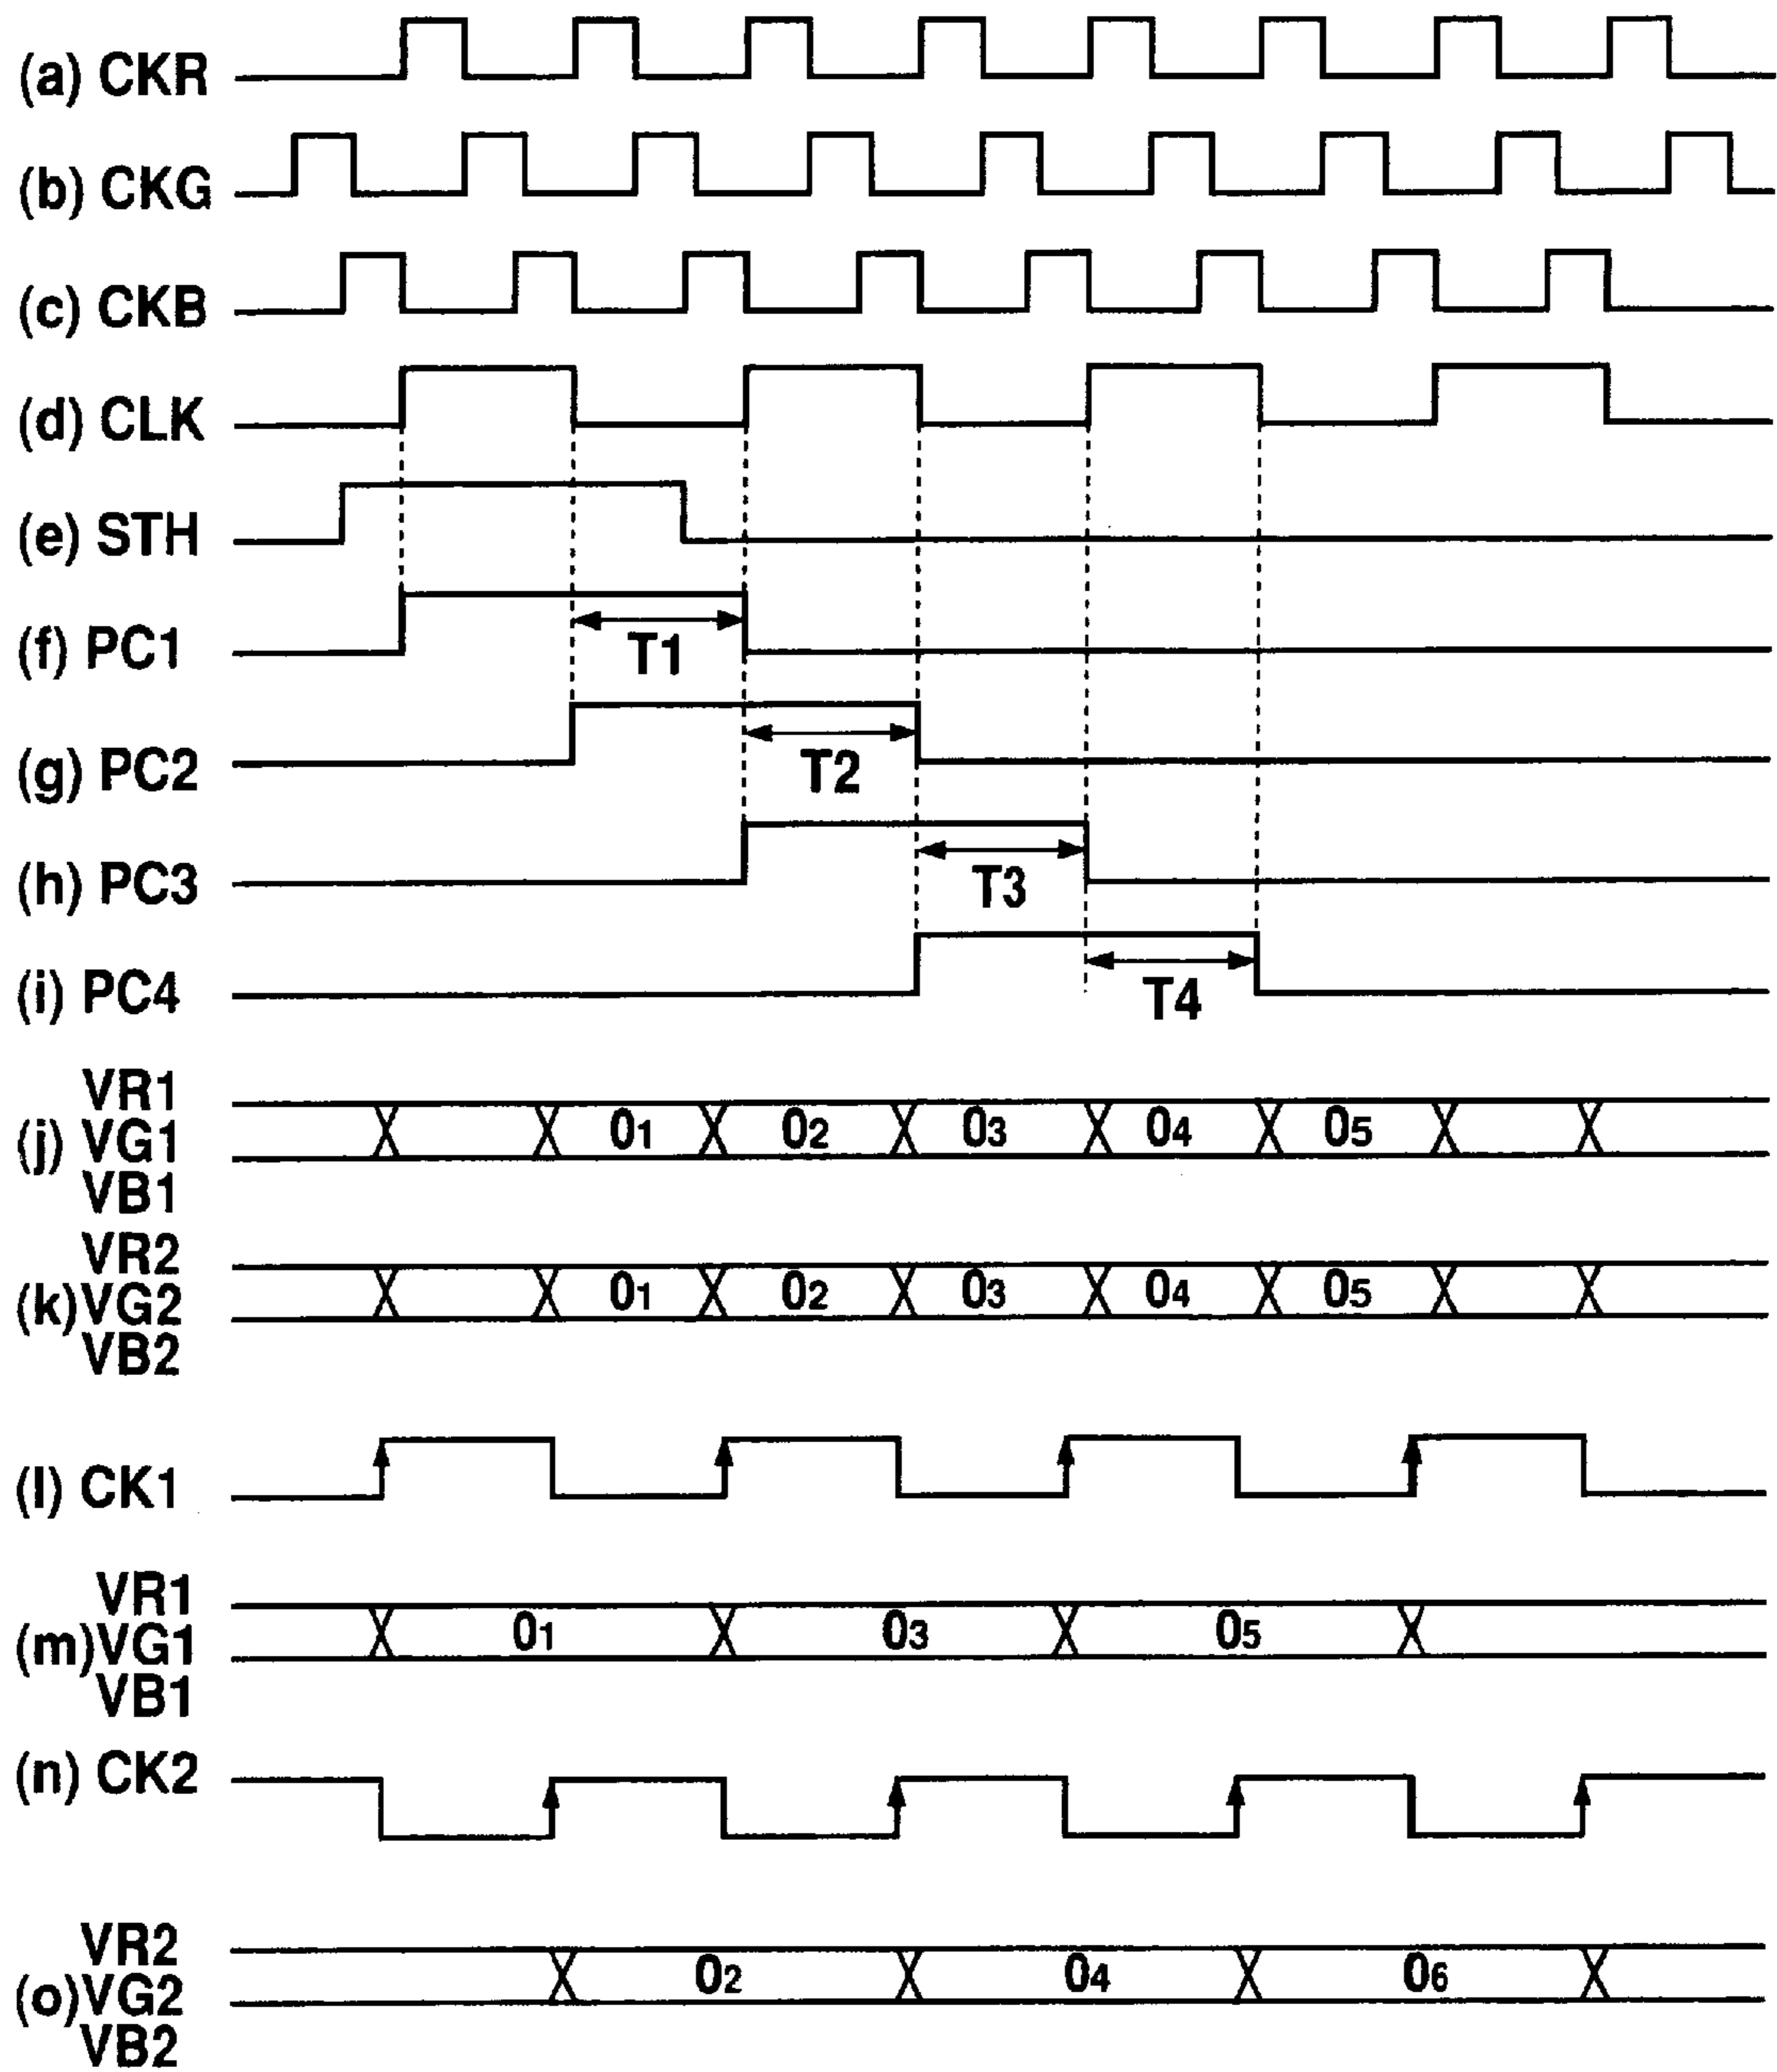 (a) CKR
(b) CKG
(c) CKB
(d) CLK
(e) STH
(f) PC1
T1
(g) PC2
T2
(h) PC3
T3
(i) PC4
T4
VR1
(j) VG1 01 02 03 04 05
VB1
VR2
(k)VG2 01 02 03 04 05
VB2
(l) CK1
VR1
(m)VG1 01 03 05
VB1
(n) CK2
VR2
(o)VG2 02 04 06
VB2